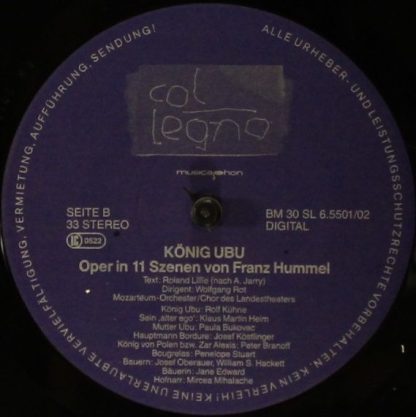 ALLE URHEBER- UND LEISTUNGSSCHUTZRECHTE VORBEHALTEN. KEIN VERLEIH! KEINE UNERLAUBTE VERVIELFÄLTIGUNG, VERMIETUNG, AUFFÜHRUNG, SENDUNG!
col
legno
musicaphon
SEITE B
33 STEREO
LC 0522
BM 30 SL 6.5501/02
DIGITAL
KÖNIG UBU
Oper in 11 Szenen von Franz Hummel
Text: Roland Lillie (nach A. Jarry)
Dirigent: Wolfgang Rot
Mozarteum-Orchester/Chor des Landestheaters
König Ubu: Rolf Kühne
Sein „alter ego": Klaus Martin Heim
Mutter Ubu: Paula Bukovac
Hauptmann Bordure: Josef Köstlinger
König von Polen bzw. Zar Alexis: Peter Branoff
Bougrelas: Penelope Stuart
Bauern: Josef Oberauer, William S. Hackett
Bäuerin: Jane Edward
Hofnarr: Mircea Mihalache